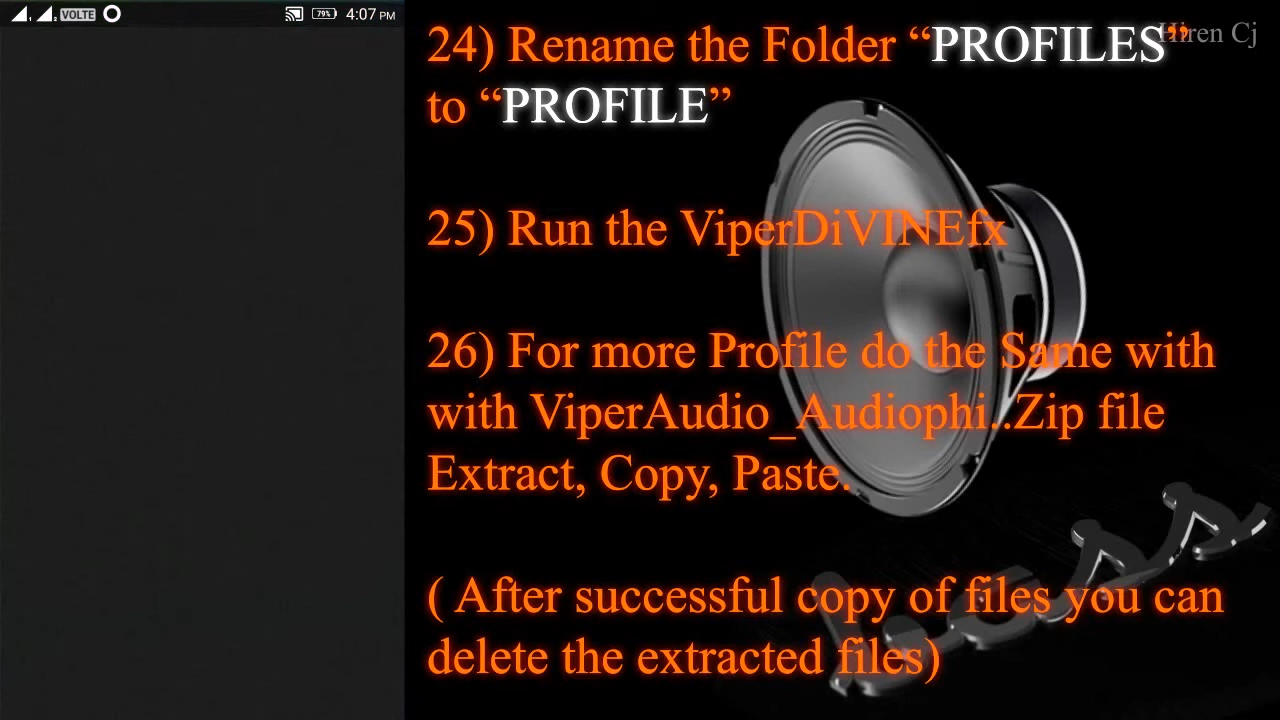 VOLTE
79%
4:07 PM
Hiren Cj
24) Rename the Folder “PROFILES”
to “PROFILE”
25) Run the ViperDiVINEfx
26) For more Profile do the Same with
with ViperAudio_Audiophi..Zip file
Extract, Copy, Paste.
( After successful copy of files you can
delete the extracted files)